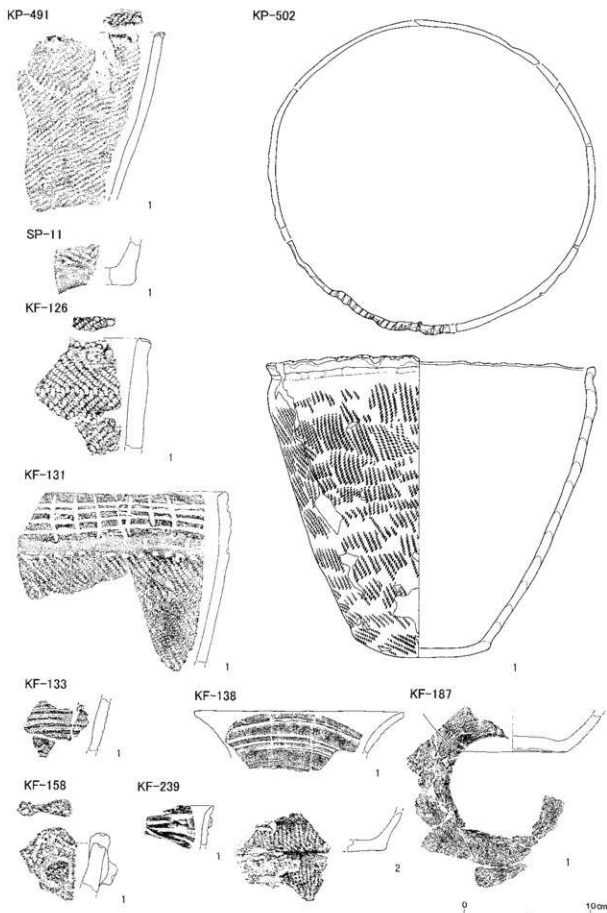 KP-491
KP-502
1
SP-11
1
KF-126
1
KF-131
1
1
KF-133
1
KF-138
1
KF-187
1
KF-158
1
KF-239
1
2
0 10cm